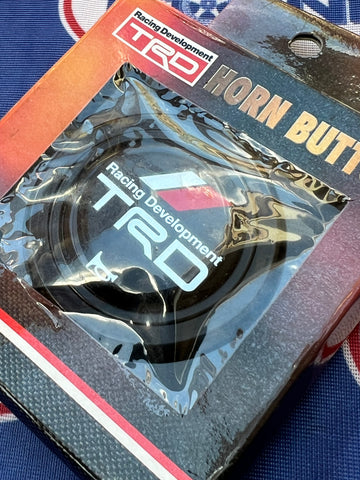 Racing Development
TRD
HORN BUTT
Racing Development
TRD